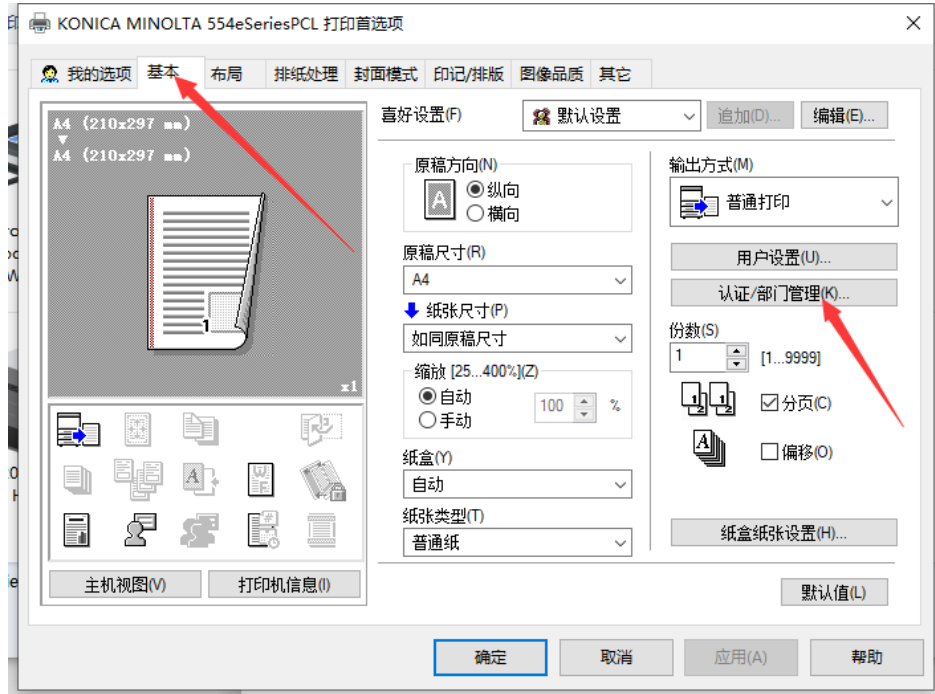 KONICA MINOLTA 554eSeriesPCL 打印首选项
我的选项 基本 布局 排纸处理 封面模式 印记/排版 图像品质 其它
A4 (210x297 mm)
A4 (210x297 mm)
1
x1
主机视图(V) 打印机信息(I)
喜好设置(F) 默认设置 追加(D)... 编辑(E)...
原稿方向(N)
A
纵向
横向
原稿尺寸(R)
A4
纸张尺寸(P)
如同原稿尺寸
缩放 [25...400%](Z)
自动
手动
100 %
纸盒(Y)
自动
纸张类型(T)
普通纸
输出方式(M)
普通打印
用户设置(U)...
认证/部门管理(K)...
份数(S)
1 [1...9999]
1 2 1 2 分页(C)
A 偏移(O)
纸盒纸张设置(H)...
默认值(L)
确定 取消 应用(A) 帮助